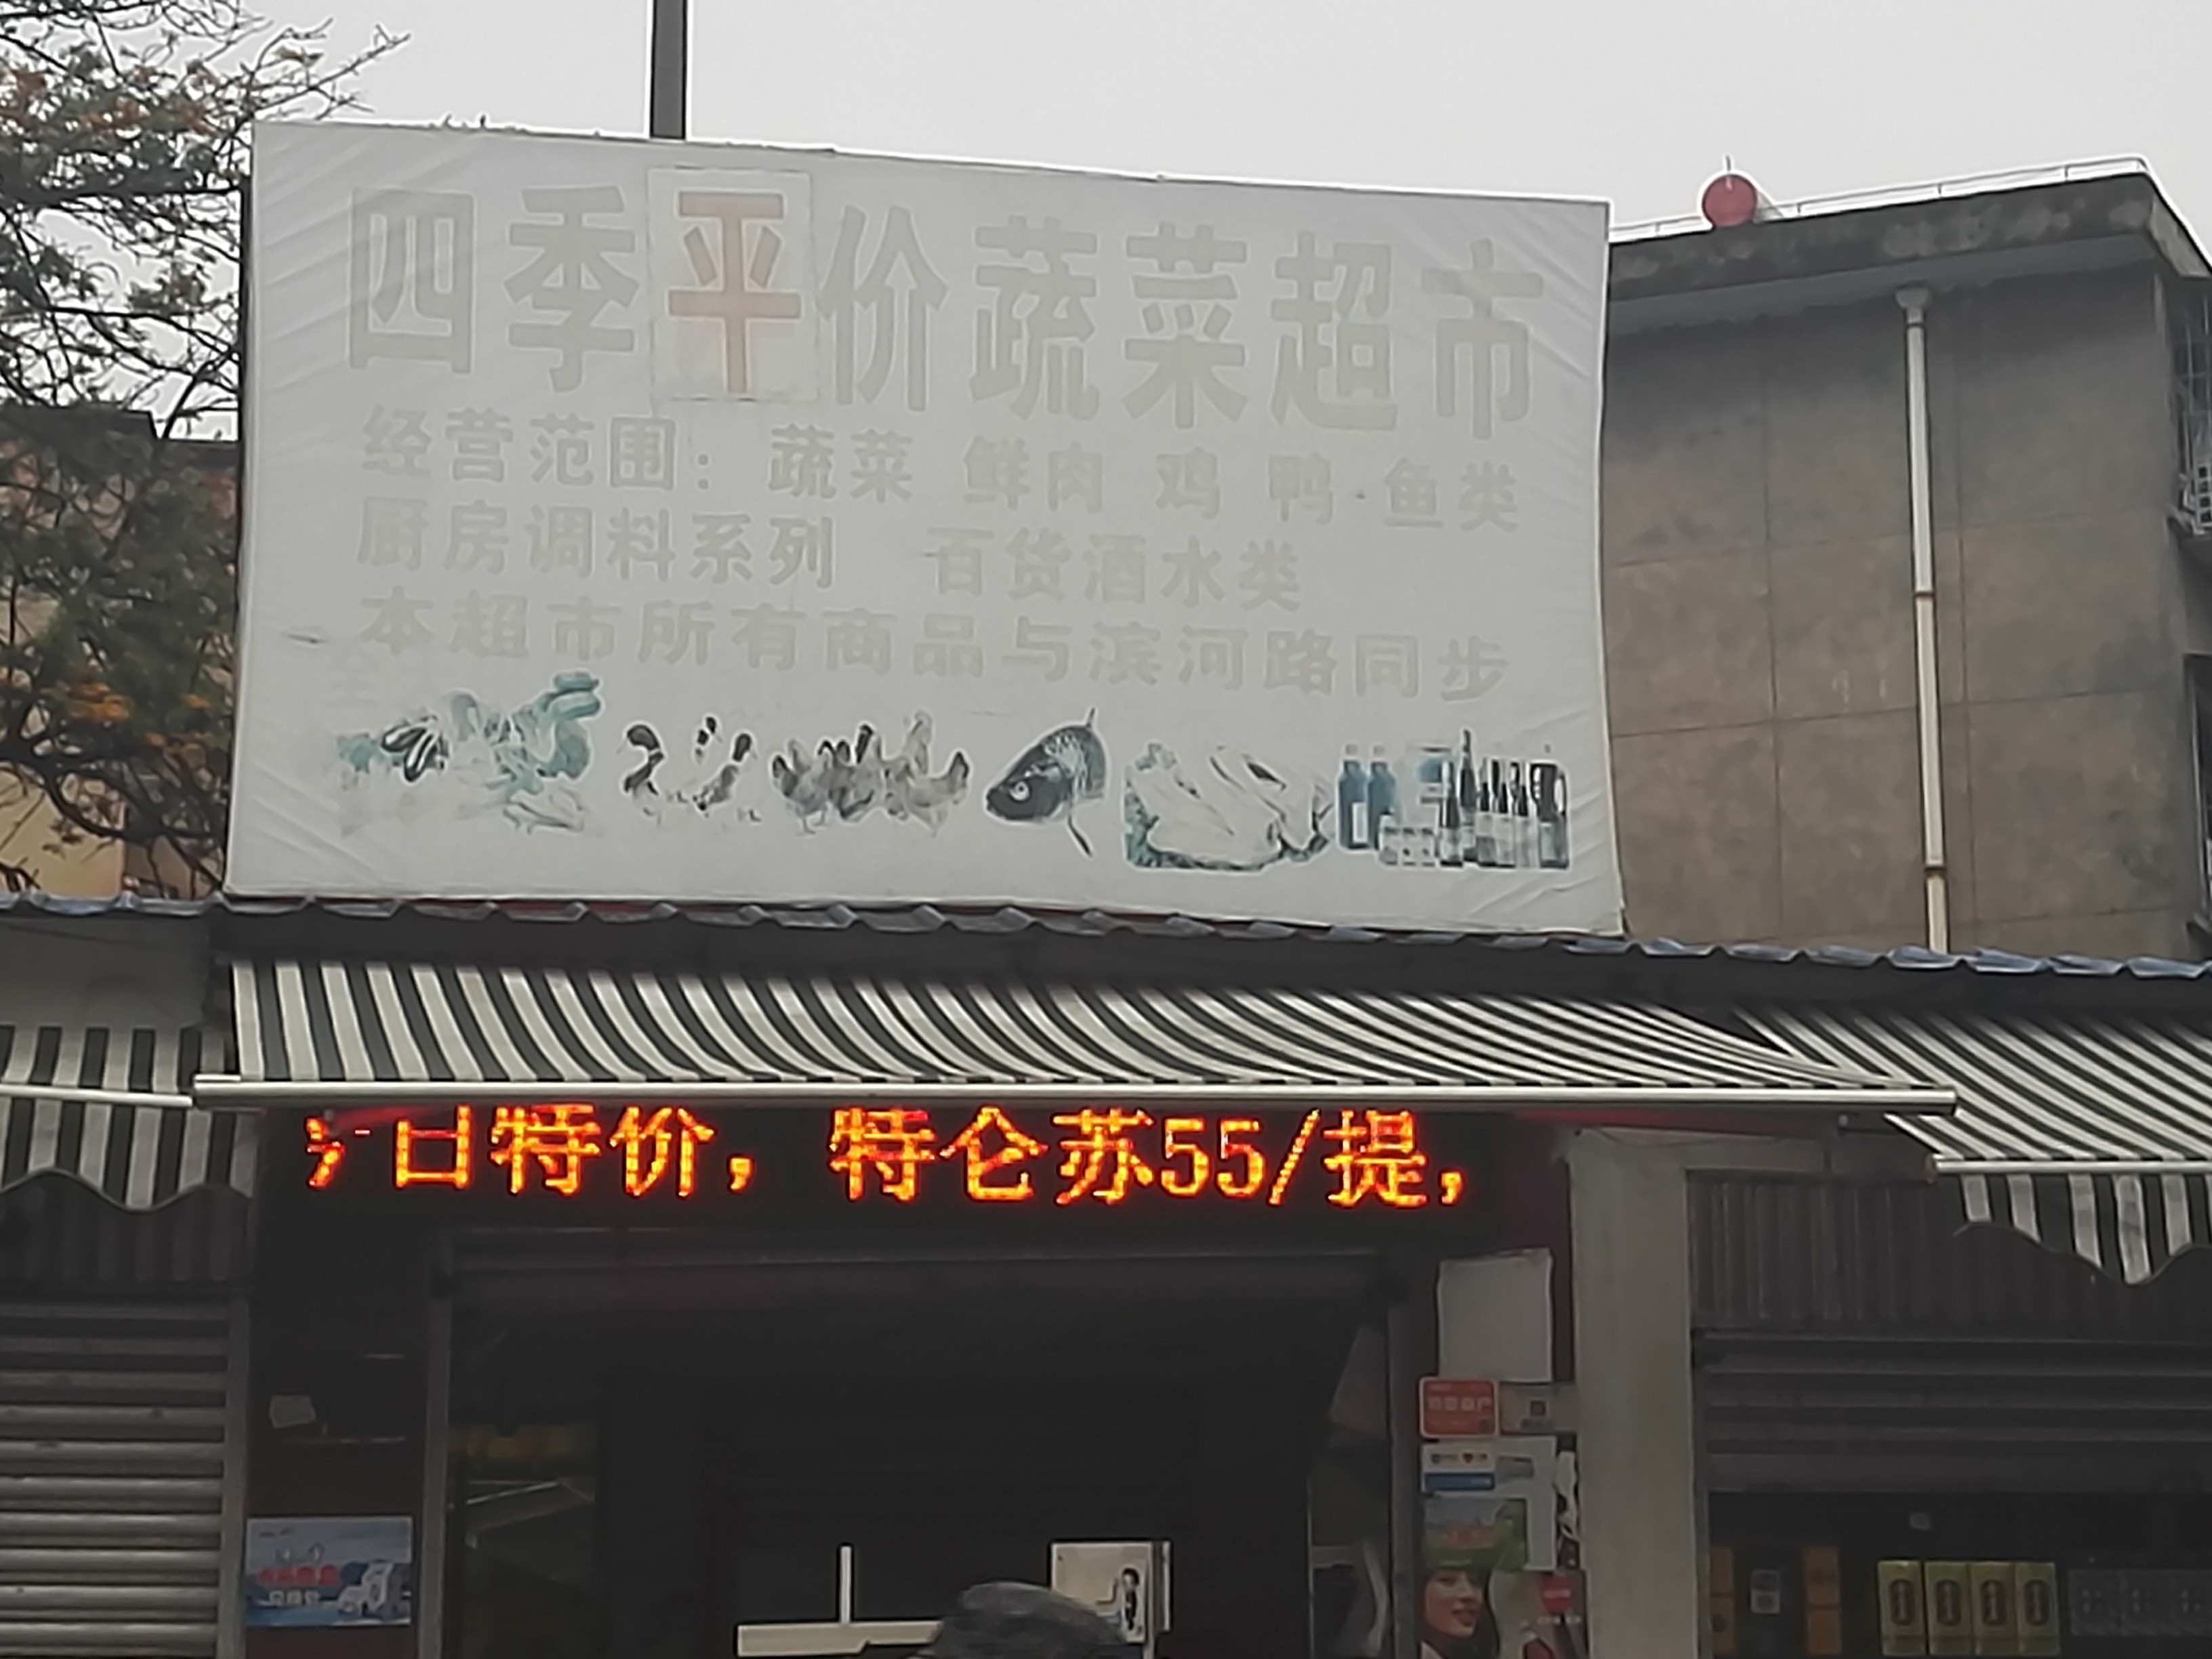 四季平价蔬菜超市
经营范围：蔬菜 鲜肉 鸡 鸭 鱼类
厨房调料系列 百货酒水类
本超市所有商品与滨河路同步
日特价，特仑苏55/提，